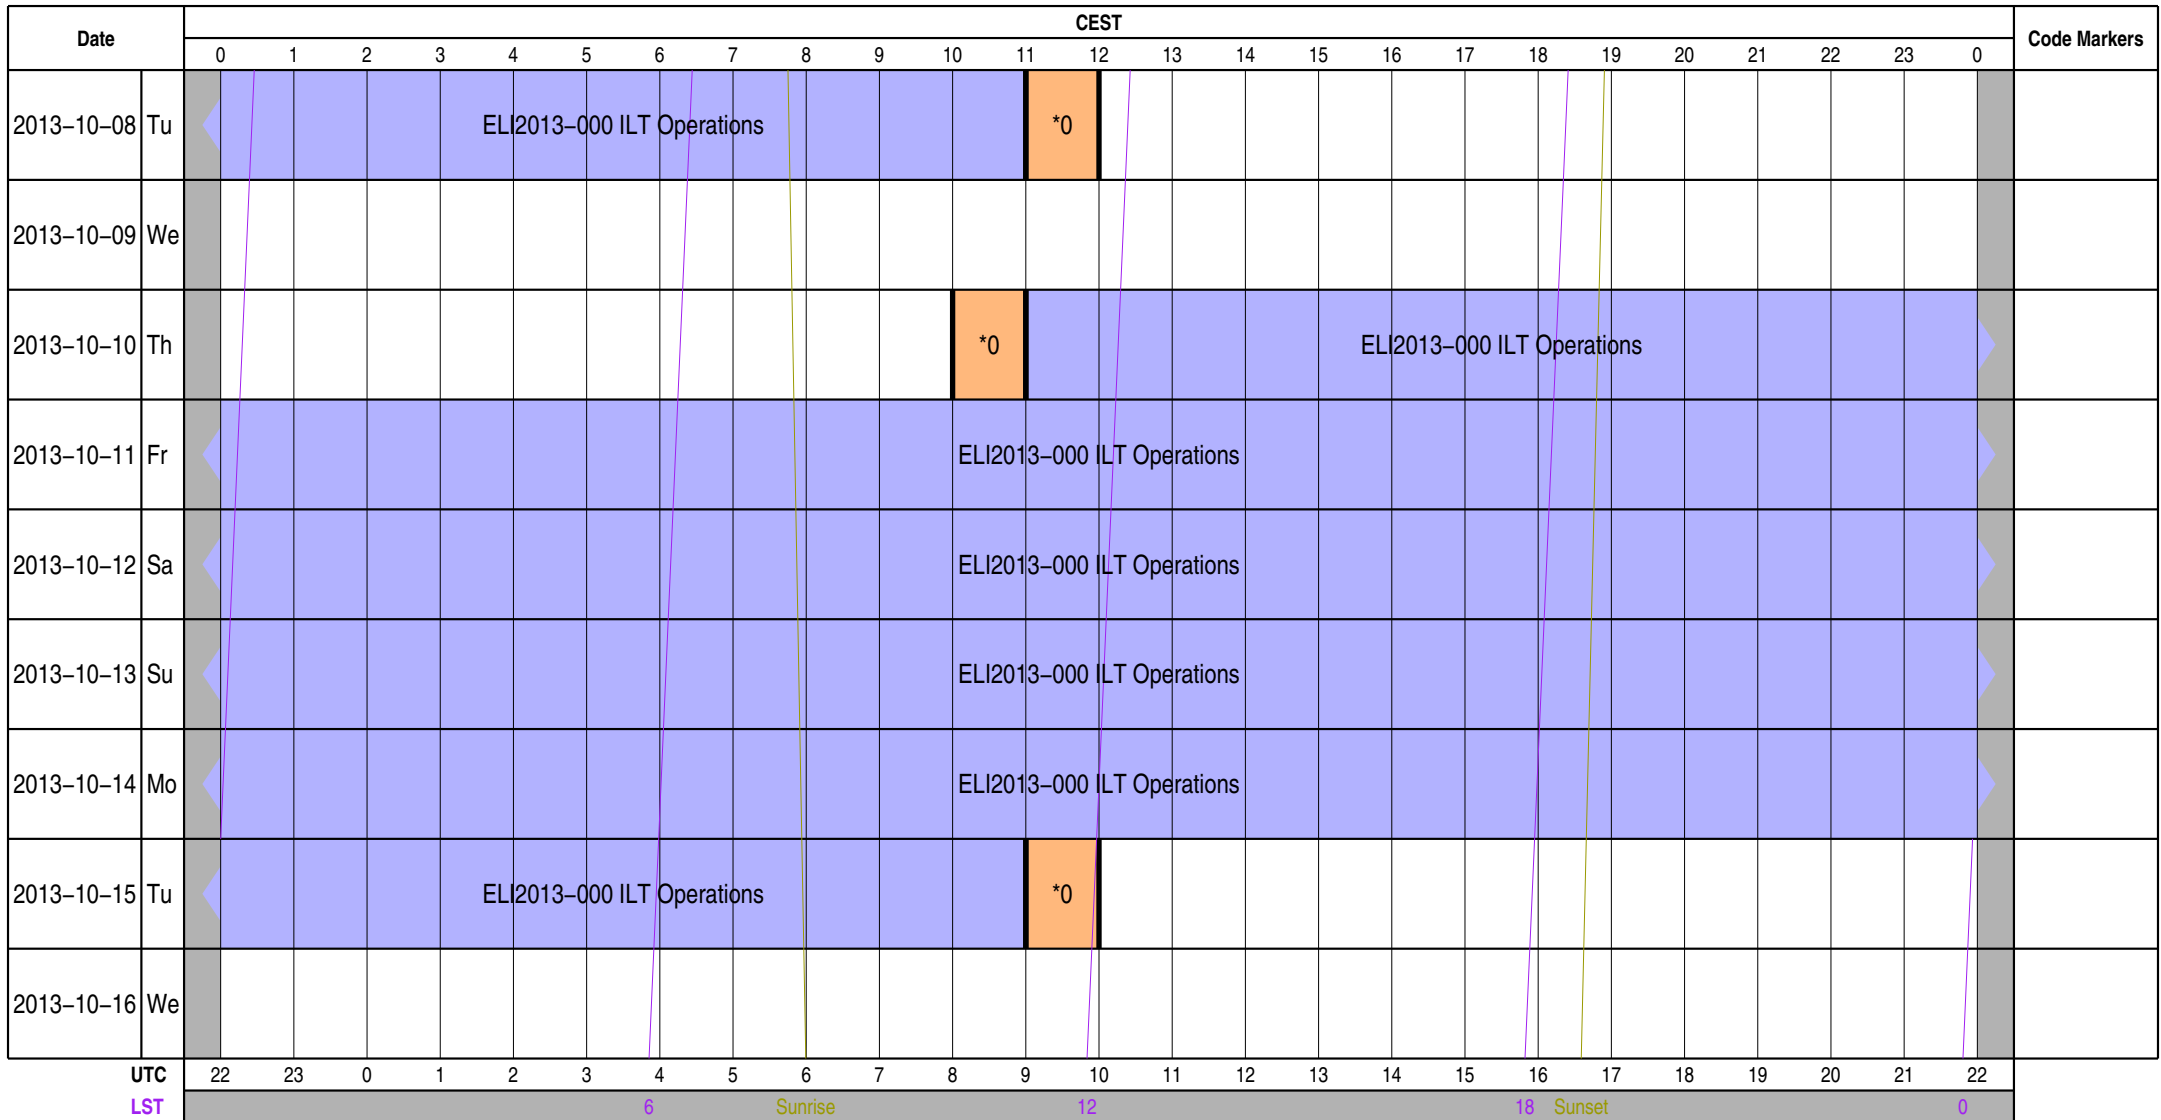 CEST
Date
Code Markers
0 1 2 3 4 5 6 7 8 9 10 11 12 13 14 15 16 17 18 19 20 21 22 23 0
2013-10-08 Tu ELI2013-000 ILT Operations *0
2013-10-09 We
2013-10-10 Th *0 ELI2013-000 ILT Operations
2013-10-11 Fr ELI2013-000 ILT Operations
2013-10-12 Sa ELI2013-000 ILT Operations
2013-10-13 Su ELI2013-000 ILT Operations
2013-10-14 Mo ELI2013-000 ILT Operations
2013-10-15 Tu ELI2013-000 ILT Operations *0
2013-10-16 We
UTC 22 23 0 1 2 3 4 5 6 7 8 9 10 11 12 13 14 15 16 17 18 19 20 21 22
LST 6 Sunrise 12 18 Sunset 0